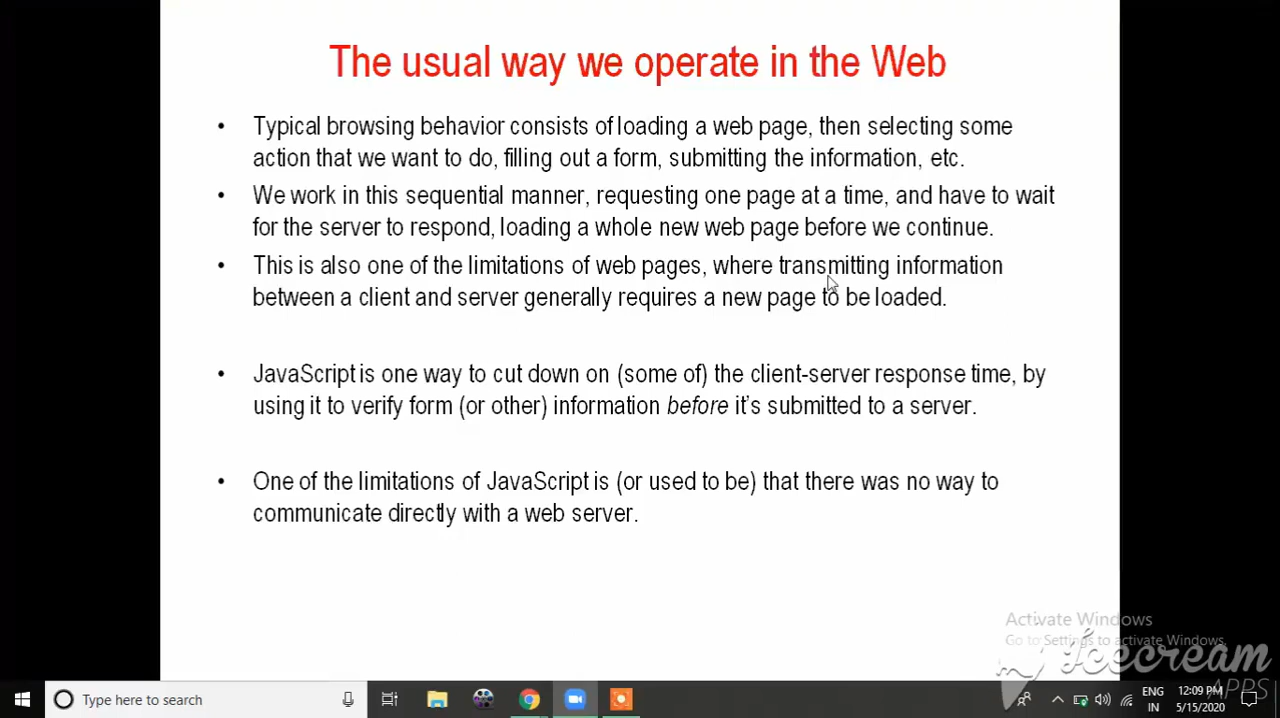 The usual way we operate in the Web
• Typical browsing behavior consists of loading a web page, then selecting some
action that we want to do, filling out a form, submitting the information, etc.
• We work in this sequential manner, requesting one page at a time, and have to wait
for the server to respond, loading a whole new web page before we continue.
• This is also one of the limitations of web pages, where transmitting information
between a client and server generally requires a new page to be loaded.
• JavaScript is one way to cut down on (some of) the client-server response time, by
using it to verify form (or other) information before it's submitted to a server.
• One of the limitations of JavaScript is (or used to be) that there was no way to
communicate directly with a web server.
Activate Windows
Go to Settings to activate Windows.
Icecream
APPS
Type here to search
ENG
IN
12:09 PM
5/15/2020